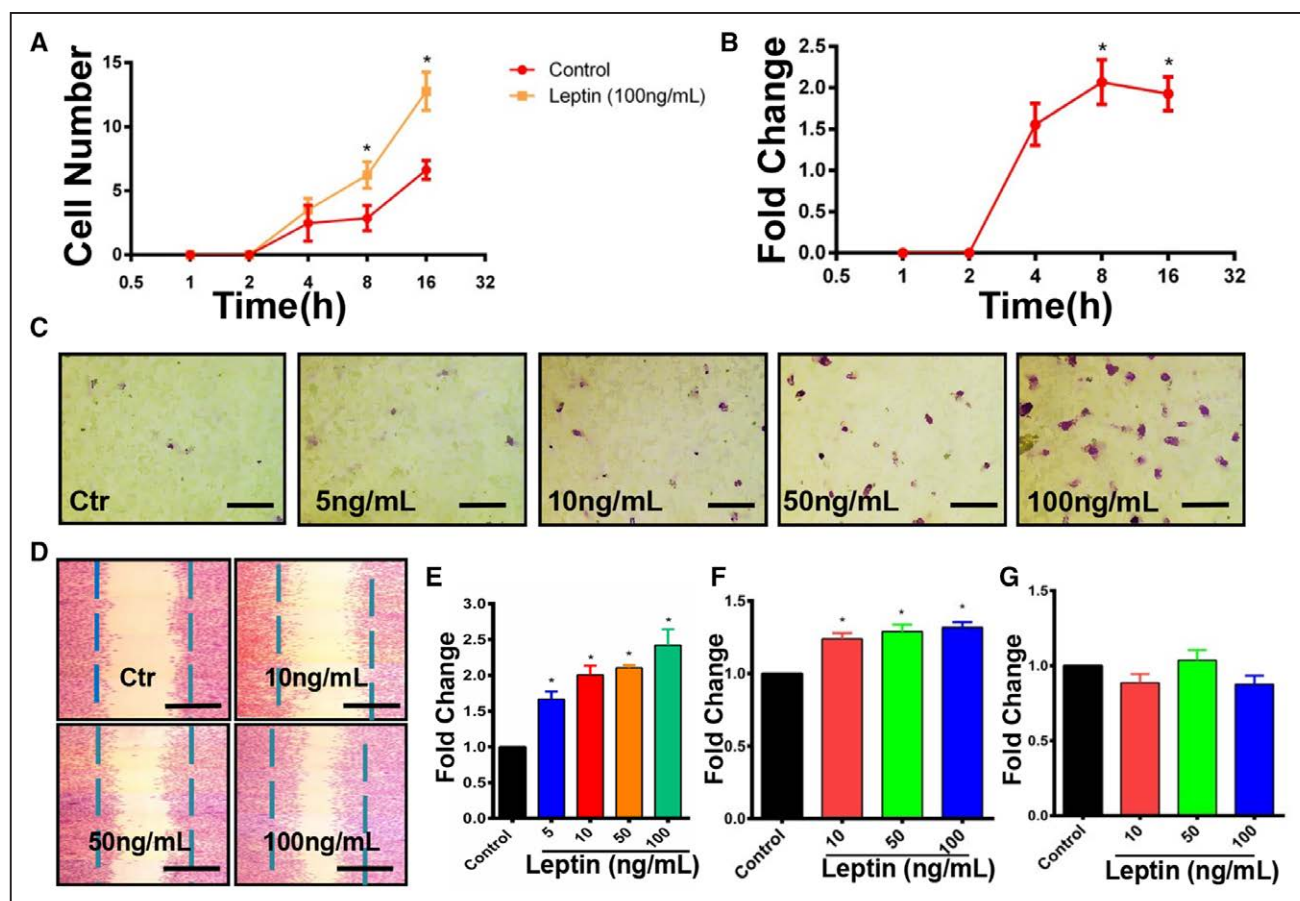 A
Cell Number
15
10
5
0
0.5 1 2 4 8 16 32
Time(h)
* *
Control
Leptin (100ng/mL)
B
Fold Change
2.5
2.0
1.5
1.0
0.5
0.0
0.5 1 2 4 8 16 32
Time(h)
* *
C
Ctr
5ng/mL
10ng/mL
50ng/mL
100ng/mL
D
Ctr
10ng/mL
50ng/mL
100ng/mL
E
Fold Change
3.0
2.5
2.0
1.5
1.0
0.5
0.0
* * * *
Control 5 10 50 100
Leptin (ng/mL)
F
Fold Change
1.5
1.0
0.5
0.0
* * *
Control 10 50 100
Leptin (ng/mL)
G
Fold Change
1.5
1.0
0.5
0.0
Control 10 50 100
Leptin (ng/mL)